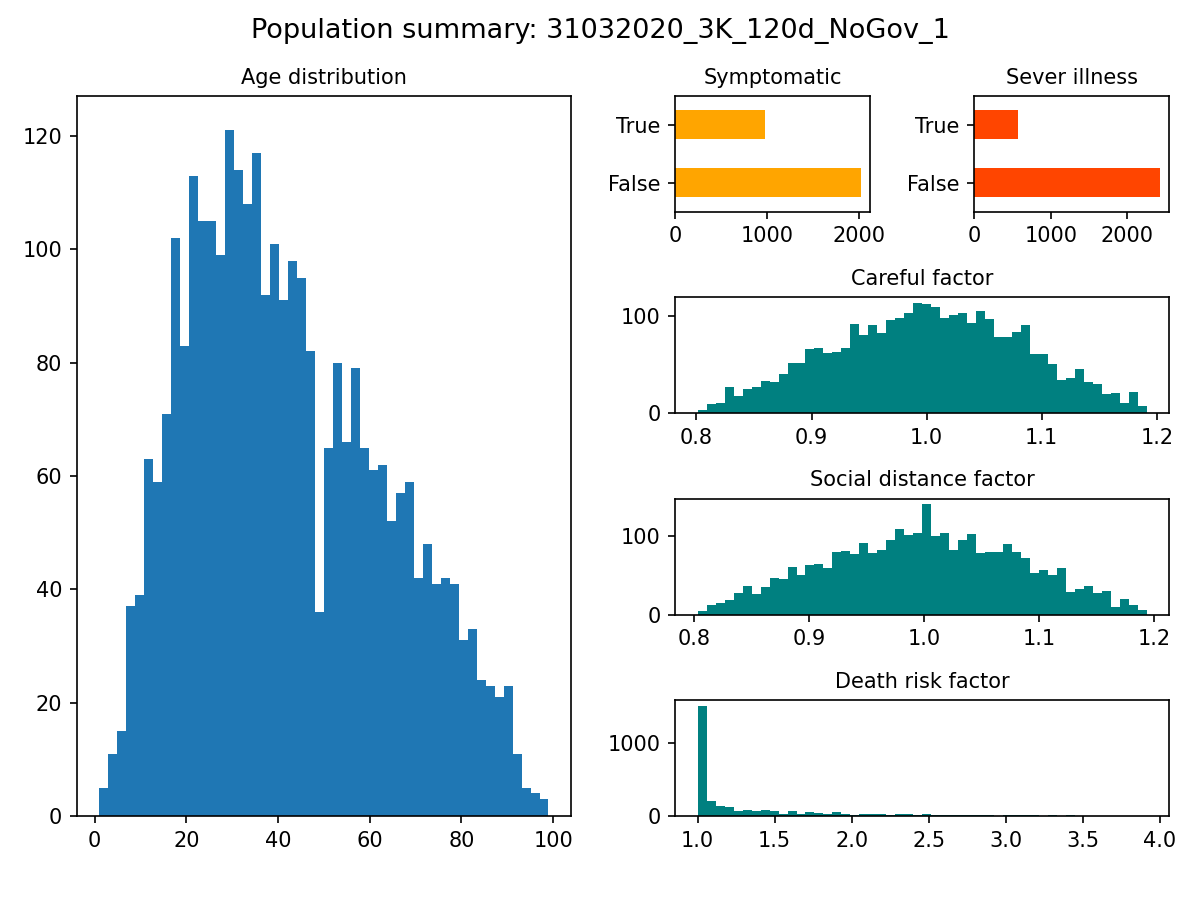 Population summary: 31032020_3K_120d_NoGov_1
Age distribution
120
100
80
60
40
20
0
0 20 40 60 80 100
Symptomatic
True
False
0 1000 2000
Sever illness
True
False
0 1000 2000
Careful factor
100
0
0.8 0.9 1.0 1.1 1.2
Social distance factor
100
0
0.8 0.9 1.0 1.1 1.2
Death risk factor
1000
0
1.0 1.5 2.0 2.5 3.0 3.5 4.0